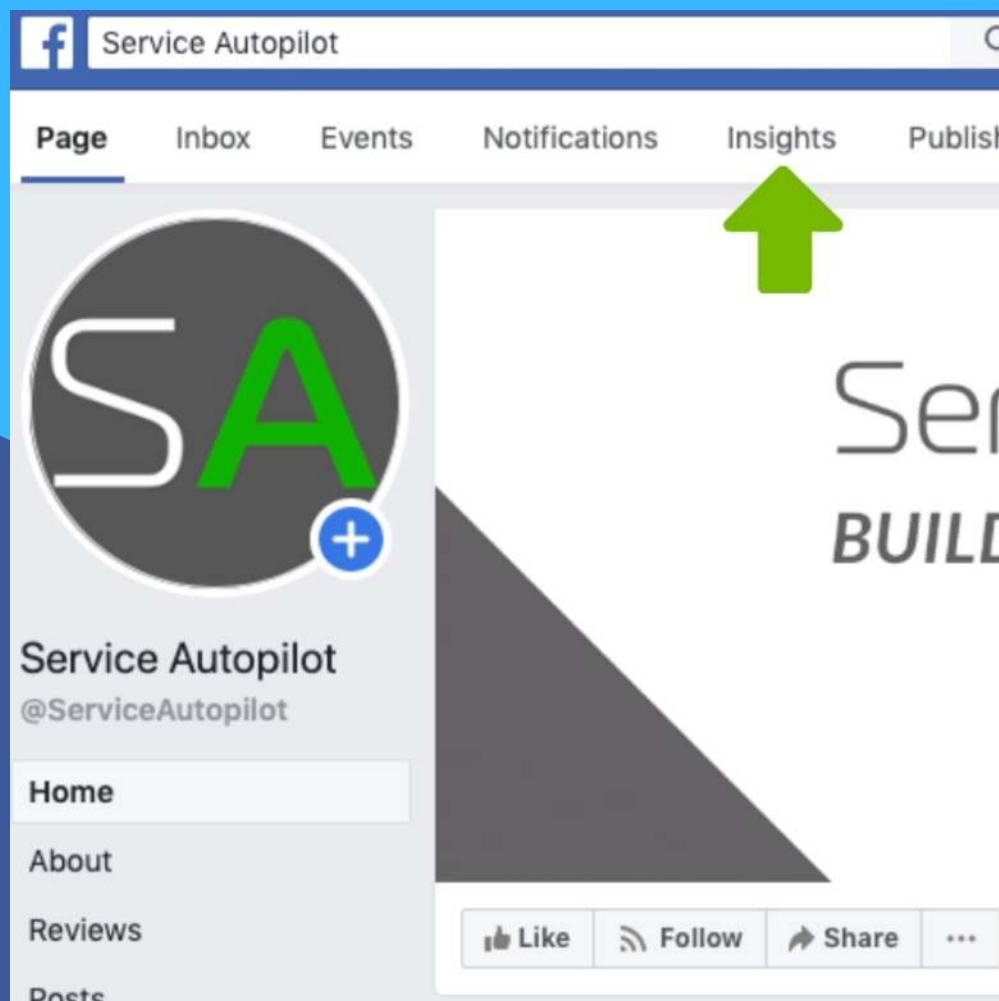 Service Autopilot
Page Inbox Events Notifications Insights Publish
SA
Ser
BUILD
Service Autopilot
@ServiceAutopilot
Home
About
Reviews
Posts
Like Follow Share ...